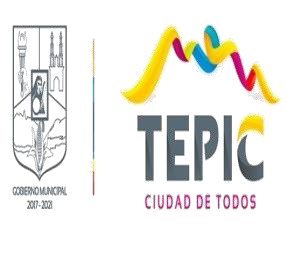 GOBIERNO MUNICIPAL
2017 - 2021
TEPIC
CIUDAD DE TODOS